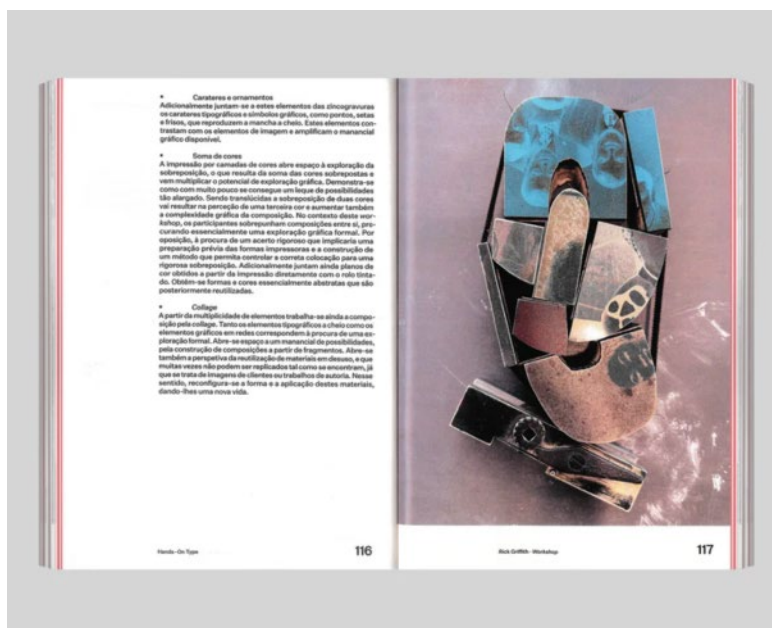 • Carateres e ornamentos
Adicionalmente juntam-se a estes elementos das zincogravuras
os carateres tipográficos e símbolos gráficos, como pontos, setas
e frisos, que reproduzem a mancha a cheio. Estes elementos con-
trastam com os elementos de imagem e amplificam o manancial
gráfico disponível.
• Soma de cores
A impressão por camadas de cores abre espaço à exploração da
sobreposição, o que resulta da soma das cores sobrepostas e
vem multiplicar o potencial de exploração gráfica. Demonstra-se
como com muito pouco se consegue um leque de possibilidades
tão alargado. Sendo translúcidas a sobreposição de duas cores
vai resultar na perceção de uma terceira cor e aumentar também
a complexidade gráfica da composição. No contexto deste wor-
kshop, os participantes sobrepunham composições entre si, pro-
curando essencialmente uma exploração gráfica formal. Por
oposição, à procura de um acerto rigoroso que implicaria uma
preparação prévia das formas impressoras e a construção de
um método que permita controlar e correta colocação para uma
rigorosa sobreposição. Adicionalmente juntam ainda planos de
cor obtidos a partir da impressão diretamente com o rolo tinta-
do. Obtêm-se formas e cores essencialmente abstratas que são
posteriormente reutilizadas.
• Collage
A partir da multiplicidade de elementos trabalha-se ainda a compo-
sição pela collage. Tanto os elementos tipográficos a cheio como os
elementos gráficos em redes correspondem à procura de uma ex-
ploração formal. Abre-se espaço a um manancial de possibilidades,
pela construção de composições a partir de fragmentos. Abre-se
também a perspetiva da reutilização de materiais em desuso, e que
muitas vezes não podem ser replicados tal como se encontram, já
que se trata de imagens de clientes ou trabalhos de autoria. Nesse
sentido, reconfigura-se a forma e a aplicação destes materiais,
dando-lhes uma nova vida.
Hands-On Type 116
Rick Griffith · Workshop 117